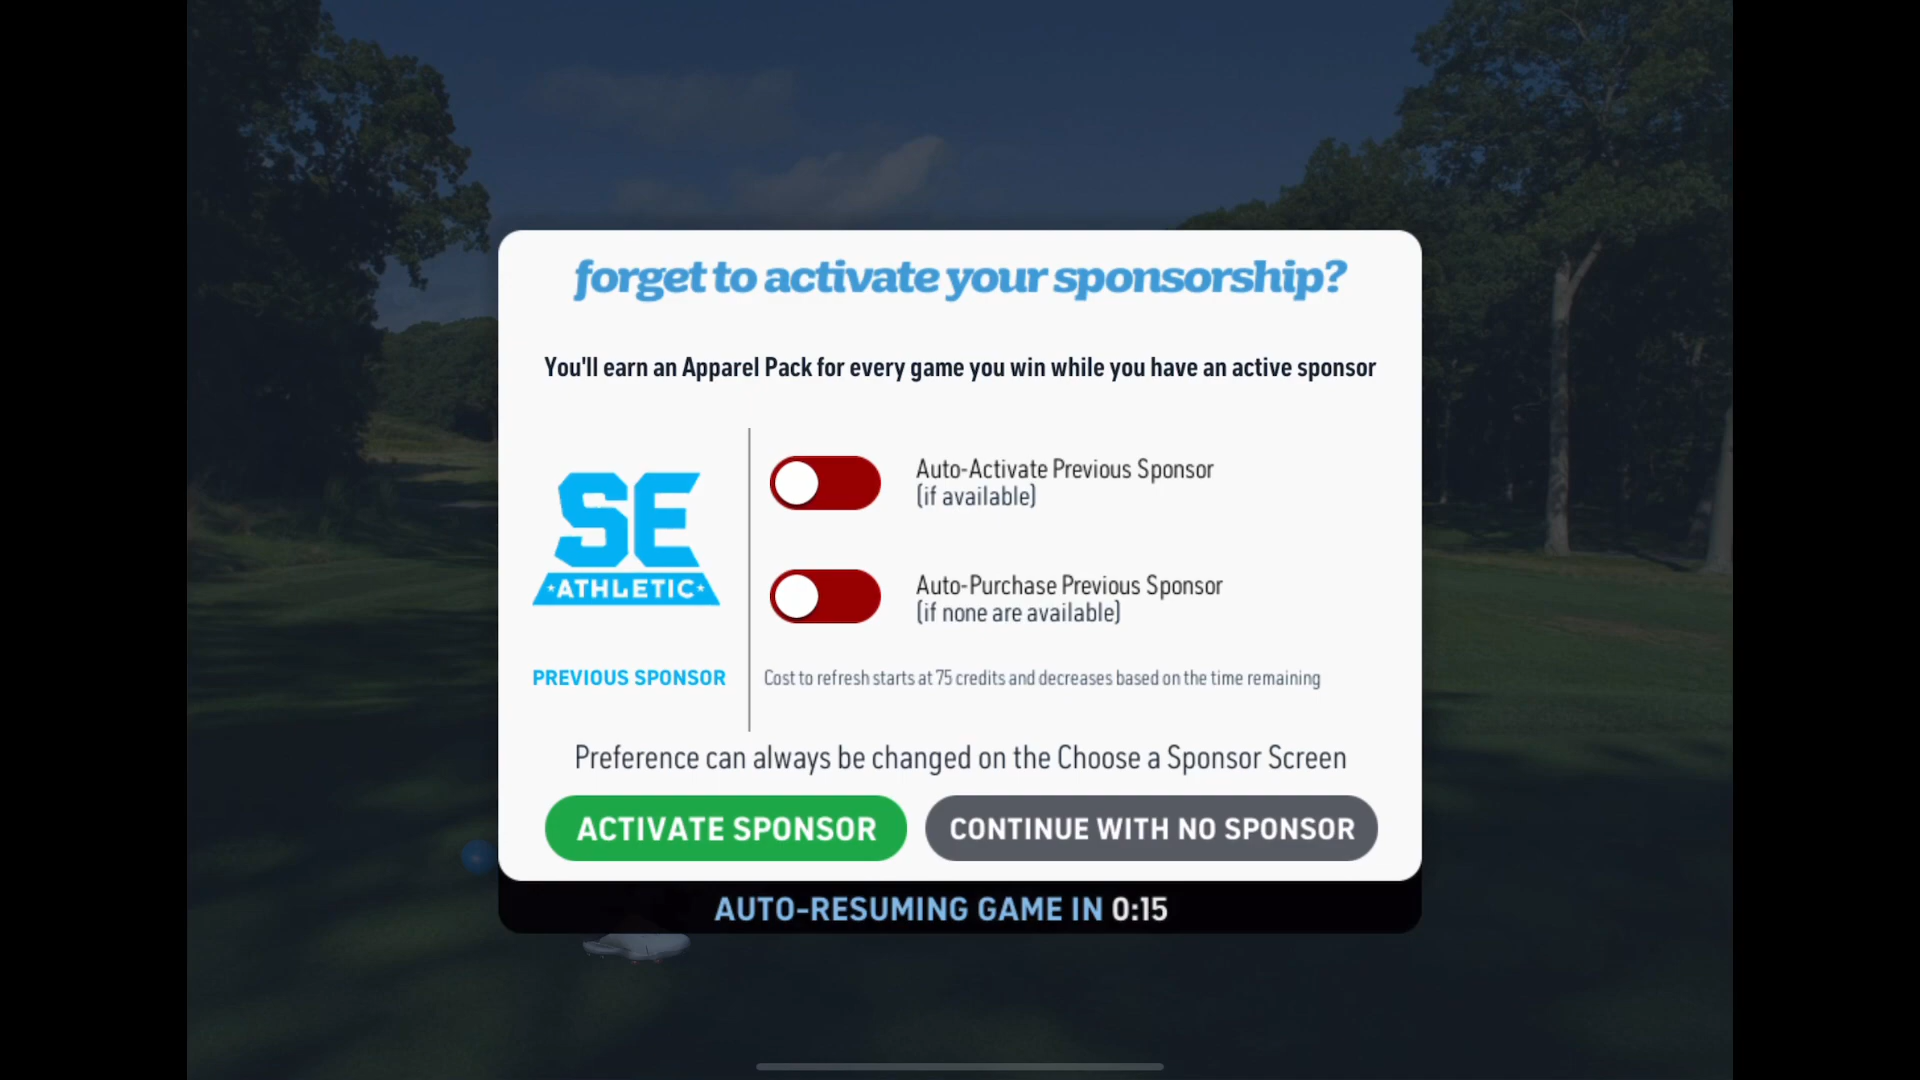 forget to activate your sponsorship?
You'll earn an Apparel Pack for every game you win while you have an active sponsor
SE
ATHLETIC
PREVIOUS SPONSOR
Auto-Activate Previous Sponsor
(if available)
Auto-Purchase Previous Sponsor
(if none are available)
Cost to refresh starts at 75 credits and decreases based on the time remaining
Preference can always be changed on the Choose a Sponsor Screen
ACTIVATE SPONSOR
CONTINUE WITH NO SPONSOR
AUTO-RESUMING GAME IN 0:15